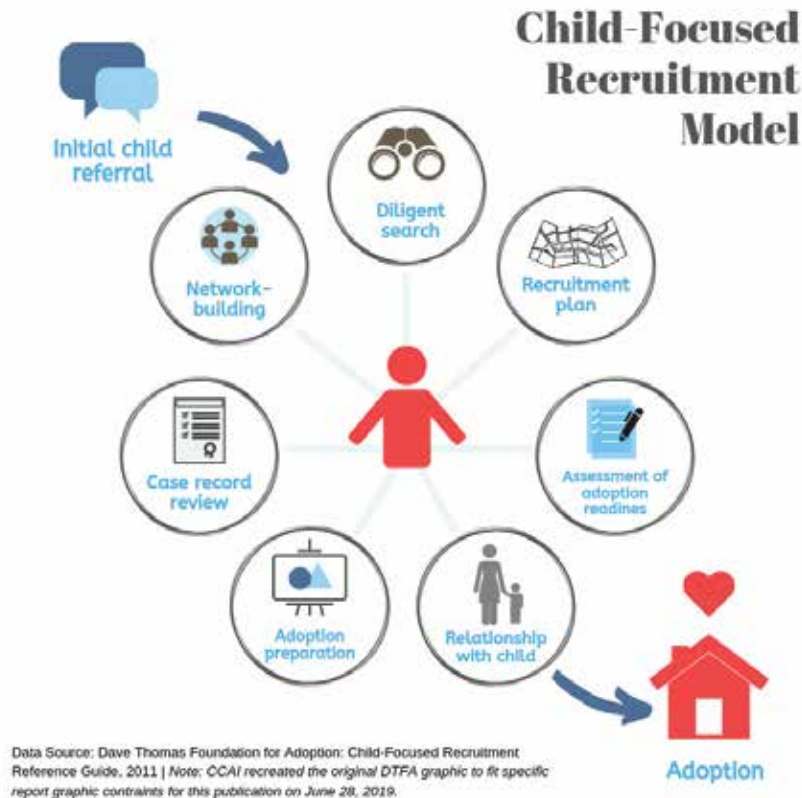 Child-Focused
Recruitment
Model
Initial child
referral
Diligent
search
Recruitment
plan
Assessment of
adoption
readines
Relationship
with child
Adoption
preparation
Case record
review
Network-
building
Adoption
Data Source: Dave Thomas Foundation for Adoption: Child-Focused Recruitment
Reference Guide, 2011 | Note: CCAI recreated the original DTFA graphic to fit specific
report graphic contraints for this publication on June 28, 2019.